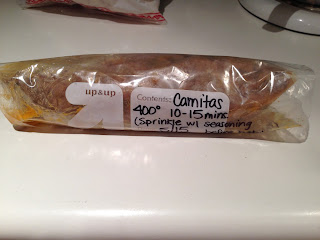 up&up
Contents: Carnitas
400° 10-15 mins.
(Sprinkle w/ seasoning